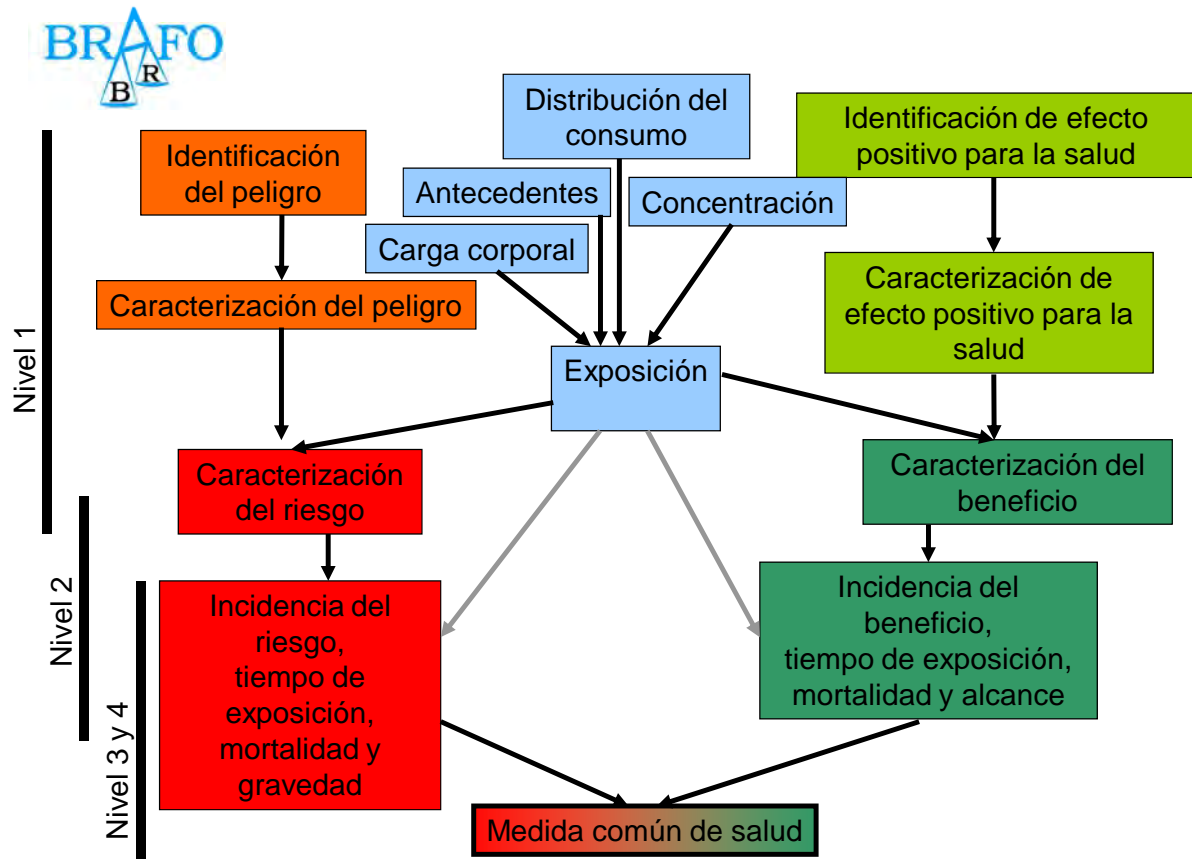 BRAFO
B R
Distribución del
consumo
Identificación de efecto
positivo para la salud
Identificación
del peligro
Antecedentes
Concentración
Carga corporal
Caracterización del peligro
Caracterización de
efecto positivo para la
salud
Exposición
Nivel 1
Caracterización
del riesgo
Caracterización del
beneficio
Nivel 2
Incidencia del
riesgo,
tiempo de
exposición,
mortalidad y
gravedad
Incidencia del
beneficio,
tiempo de exposición,
mortalidad y alcance
Nivel 3 y 4
Medida común de salud